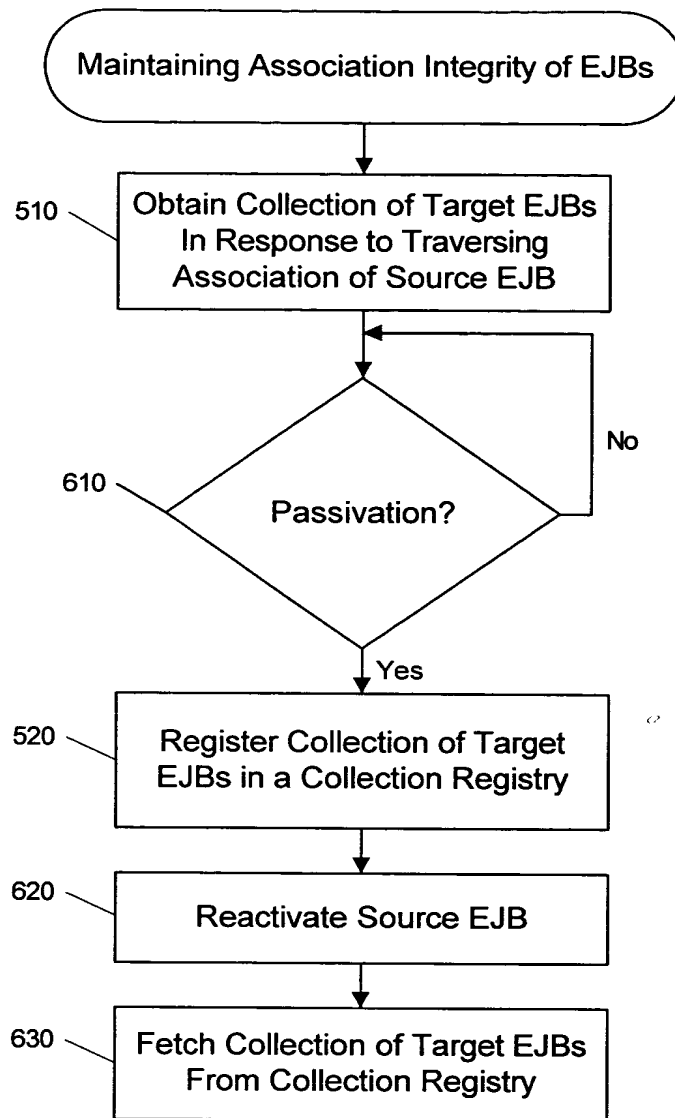 Maintaining Association Integrity of EJBs
510
Obtain Collection of Target EJBs
In Response to Traversing
Association of Source EJB
No
610
Passivation?
Yes
520
Register Collection of Target
EJBs in a Collection Registry
620
Reactivate Source EJB
630
Fetch Collection of Target EJBs
From Collection Registry